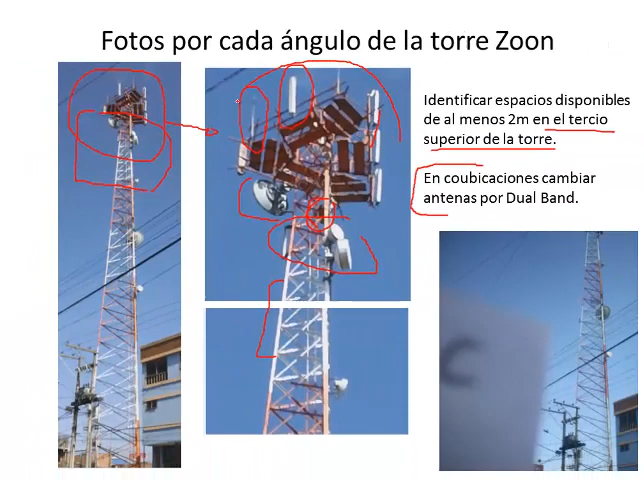 Fotos por cada ángulo de la torre Zoon
Identificar espacios disponibles
de al menos 2m en el tercio
superior de la torre.
En coubicaciones cambiar
antenas por Dual Band.
C